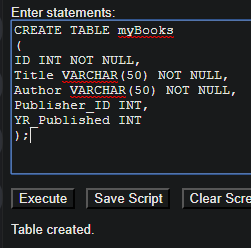 Enter statements:
CREATE TABLE myBooks
(
ID INT NOT NULL,
Title VARCHAR(50) NOT NULL,
Author VARCHAR(50) NOT NULL,
Publisher_ID INT,
YR_Published INT
);
Execute Save Script Clear Scre
Table created.